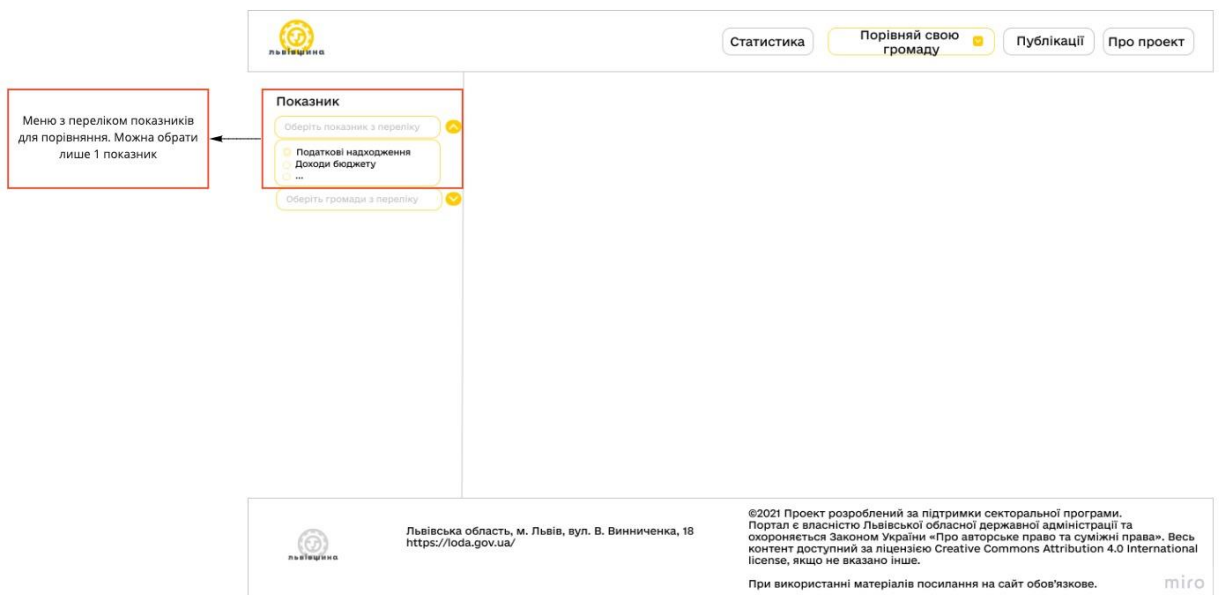 львівщина
Статистика
Порівняй свою
громаду
Публікації
Про проект
Меню з переліком показників
для порівняння. Можна обрати
лише 1 показник
Показник
Оберіть показник з переліку
Податкові надходження
Доходи бюджету
...
Оберіть громади з переліку
львівщина
Львівська область, м. Львів, вул. В. Винниченка, 18
https://loda.gov.ua/
©2021 Проект розроблений за підтримки секторальної програми.
Портал є власністю Львівської обласної державної адміністрації та
охороняється Законом України «Про авторське право та суміжні права». Весь
контент доступний за ліцензією Creative Commons Attribution 4.0 International
license, якщо не вказано інше.
При використанні матеріалів посилання на сайт обов'язкове.
miro